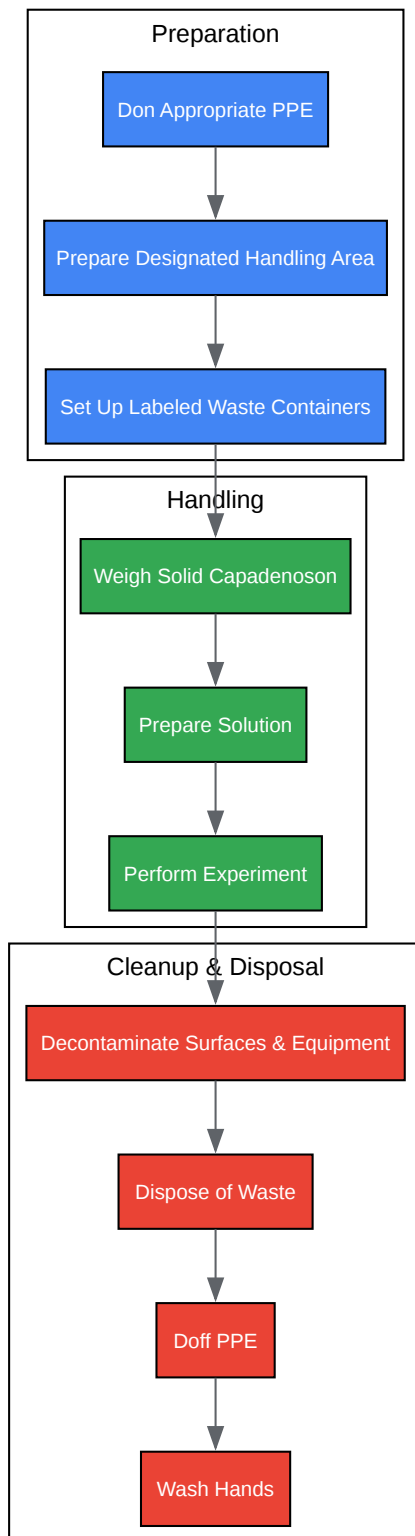 Preparation
Don Appropriate PPE
Prepare Designated Handling Area
Set Up Labeled Waste Containers
Handling
Weigh Solid Capadenoson
Prepare Solution
Perform Experiment
Cleanup & Disposal
Decontaminate Surfaces & Equipment
Dispose of Waste
Doff PPE
Wash Hands